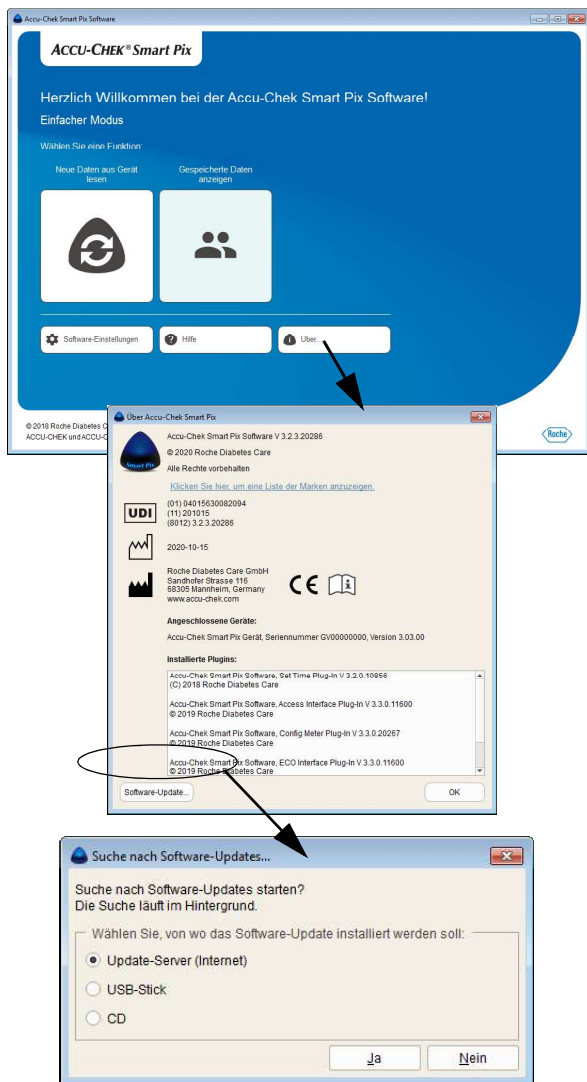 Accu-Chek Smart Pix Software
ACCU-CHEK® Smart Pix
Herzlich Willkommen bei der Accu-Chek Smart Pix Software!
Einfacher Modus
Wählen Sie eine Funktion:
Neue Daten aus Gerät
lesen
Gespeicherte Daten
anzeigen
Software-Einstellungen
Hilfe
Über...
© 2018 Roche Diabetes C
ACCU-CHEK und ACCU-C
Roche
Über Accu-Chek Smart Pix
Smart Pix
Accu-Chek Smart Pix Software V 3.2.3.20286
© 2020 Roche Diabetes Care
Alle Rechte vorbehalten
Klicken Sie hier, um eine Liste der Marken anzuzeigen.
UDI
(01) 04015630082094
(11) 201015
(8012) 3.2.3.20286
2020-10-15
Roche Diabetes Care GmbH
Sandhofer Strasse 116
68305 Mannheim, Germany
www.accu-chek.com
CE
Angeschlossene Geräte:
Accu-Chek Smart Pix Gerät, Seriennummer GV00000000, Version 3.03.00
Installierte Plugins:
Accu-Chek Smart Pix Software, Set Time Plug-In V 3.2.0.10856
(C) 2018 Roche Diabetes Care
Accu-Chek Smart Pix Software, Access Interface Plug-In V 3.3.0.11600
© 2019 Roche Diabetes Care
Accu-Chek Smart Pix Software, Config Meter Plug-In V 3.3.0.20267
© 2019 Roche Diabetes Care
Accu-Chek Smart Pix Software, ECO Interface Plug-In V 3.3.0.11600
© 2019 Roche Diabetes Care
Software-Update...
OK
Suche nach Software-Updates...
Suche nach Software-Updates starten?
Die Suche läuft im Hintergrund.
Wählen Sie, von wo das Software-Update installiert werden soll:
Update-Server (Internet)
USB-Stick
CD
Ja
Nein